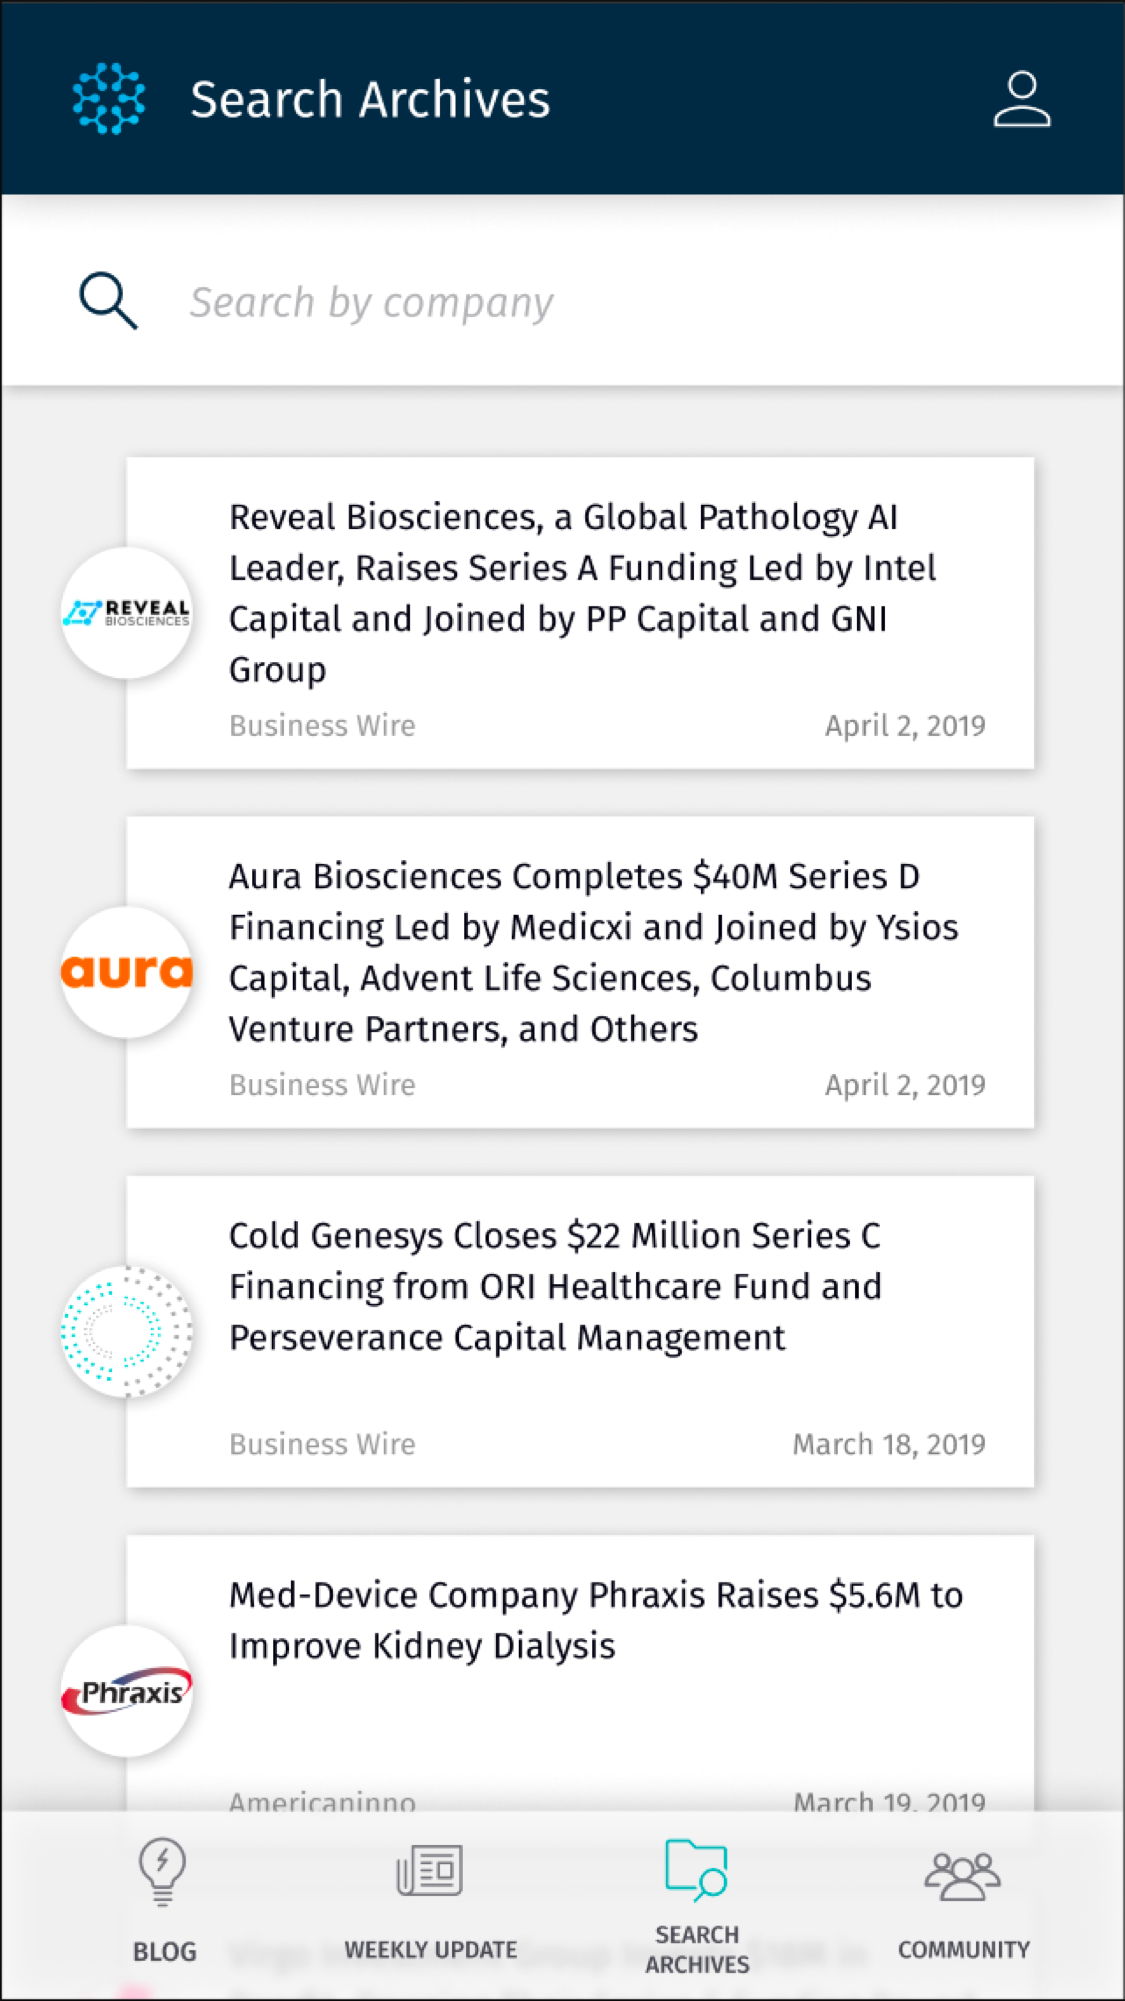 Search Archives
Search by company
Reveal Biosciences, a Global Pathology AI
Leader, Raises Series A Funding Led by Intel
Capital and Joined by PP Capital and GNI
Group
REVEAL
BIOSCIENCES
Business Wire April 2, 2019
Aura Biosciences Completes $40M Series D
Financing Led by Medicxi and Joined by Ysios
Capital, Advent Life Sciences, Columbus
Venture Partners, and Others
aura
Business Wire April 2, 2019
Cold Genesys Closes $22 Million Series C
Financing from ORI Healthcare Fund and
Perseverance Capital Management
Business Wire March 18, 2019
Med-Device Company Phraxis Raises $5.6M to
Improve Kidney Dialysis
Phraxis
Americaninno March 19, 2019
BLOG
WEEKLY UPDATE
SEARCH
ARCHIVES
COMMUNITY